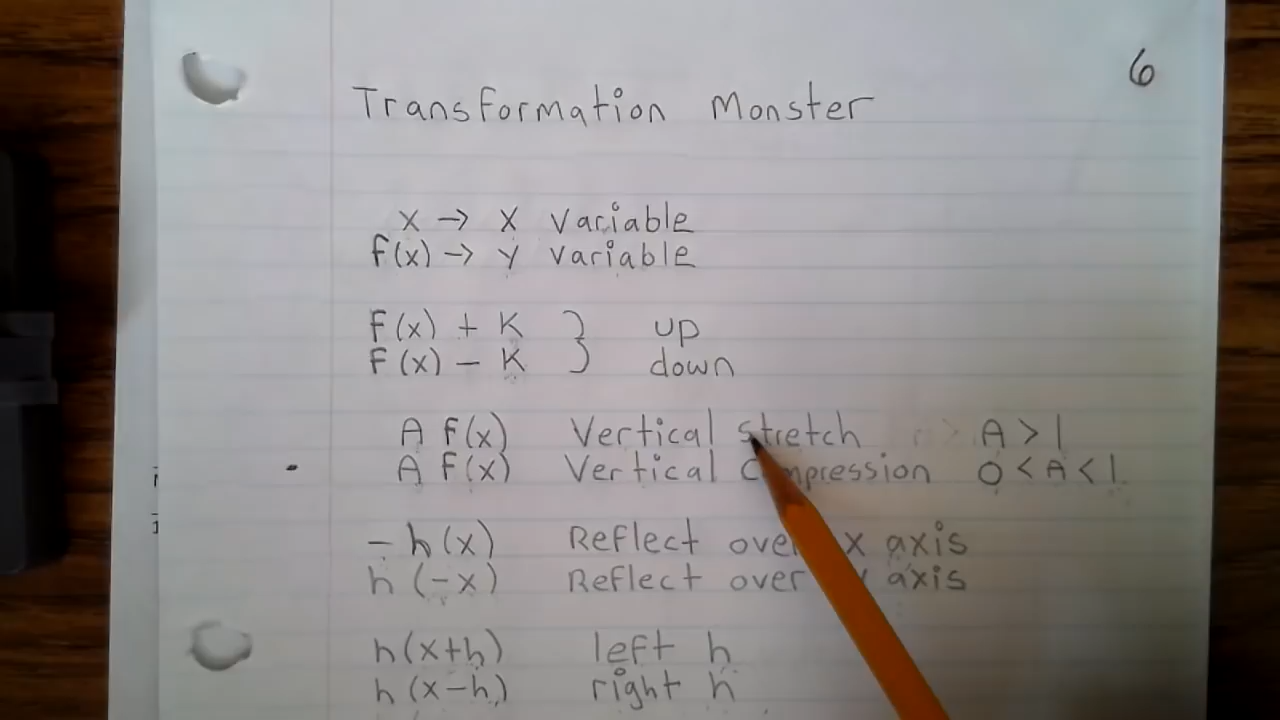 6
Transformation Monster
x → x variable
f(x) → y variable
f(x) + K } up
f(x) - K } down
A f(x) Vertical stretch A > 1
A f(x) Vertical 0 < A < 1
- h(x) Reflect over x axis
h(-x) Reflect over axis
h(x+h) left h
h(x-h) right h